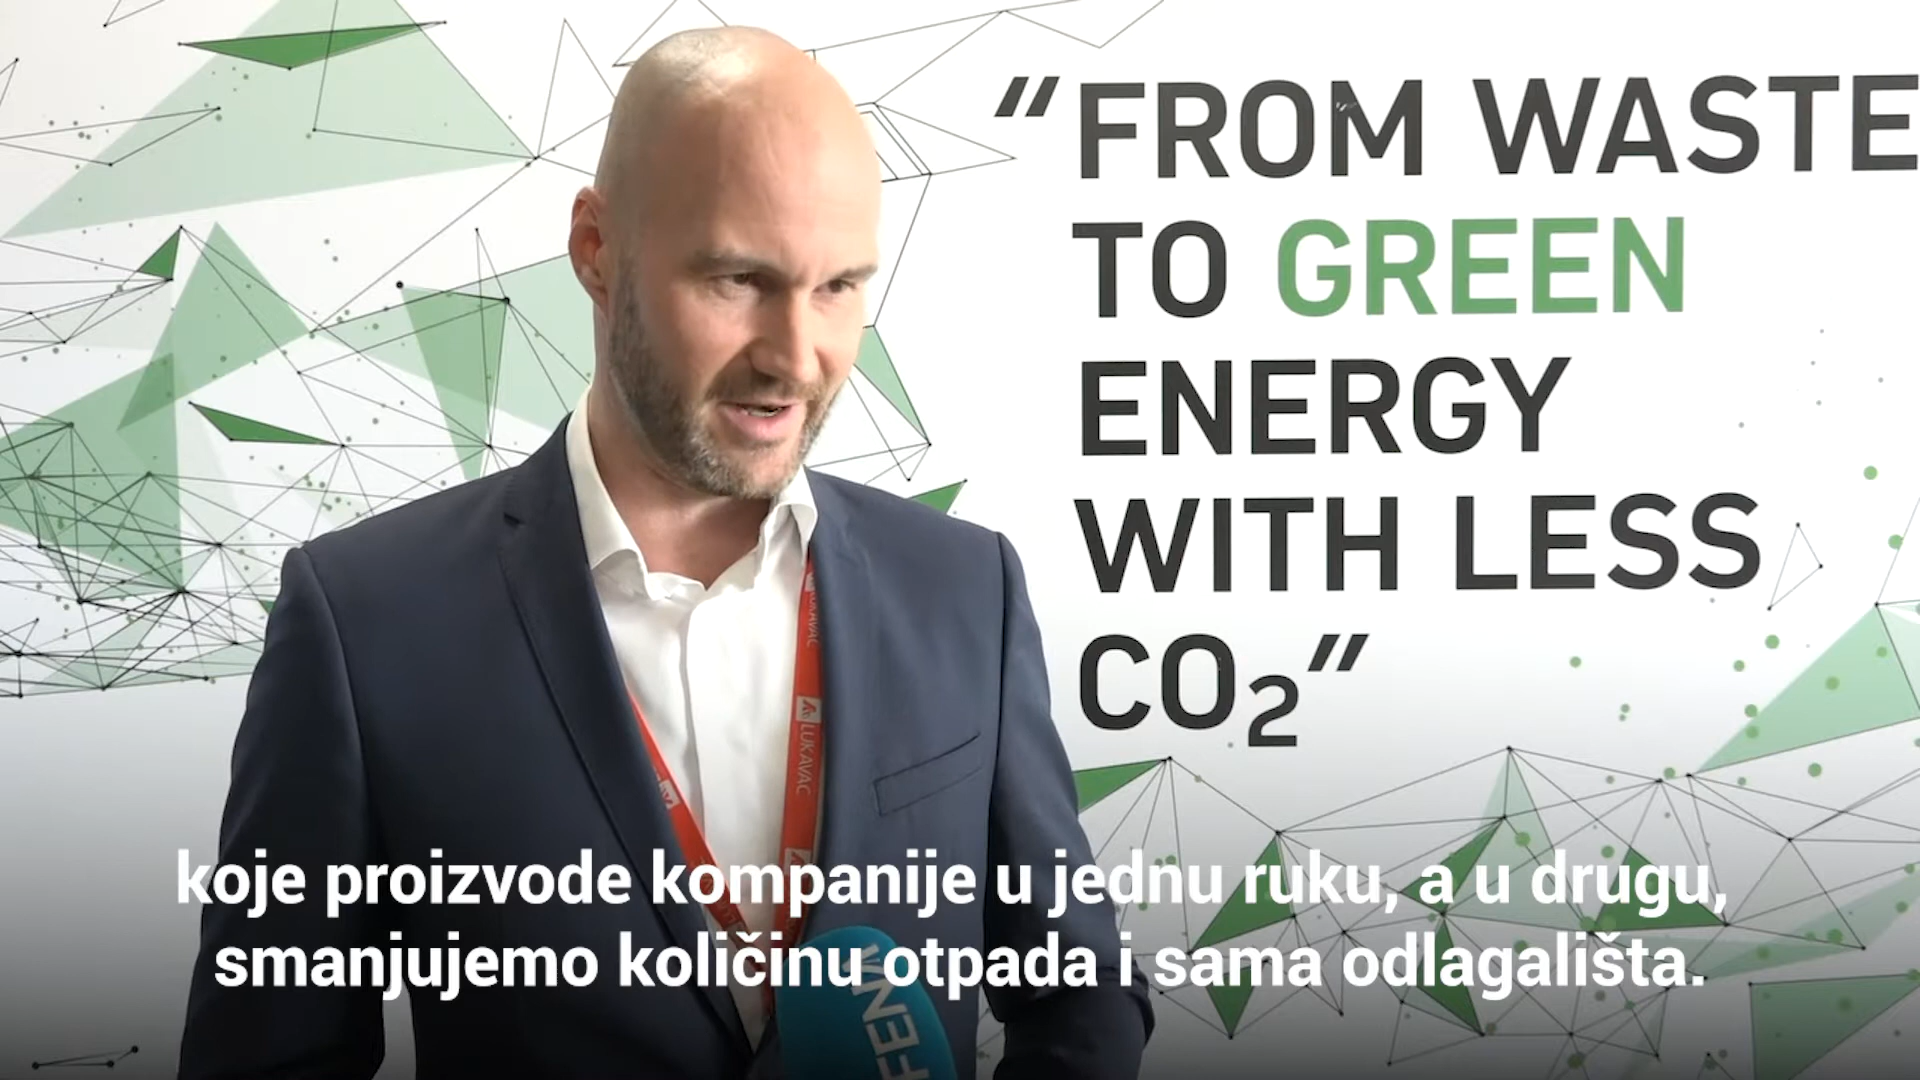 “FROM WASTE
TO GREEN
ENERGY
WITH LESS
CO₂”
LUKAVAC
LUKAVAC
koje proizvode kompanije u jednu ruku, a u drugu,
smanjujemo količinu otpada i sama odlagališta.
FENA